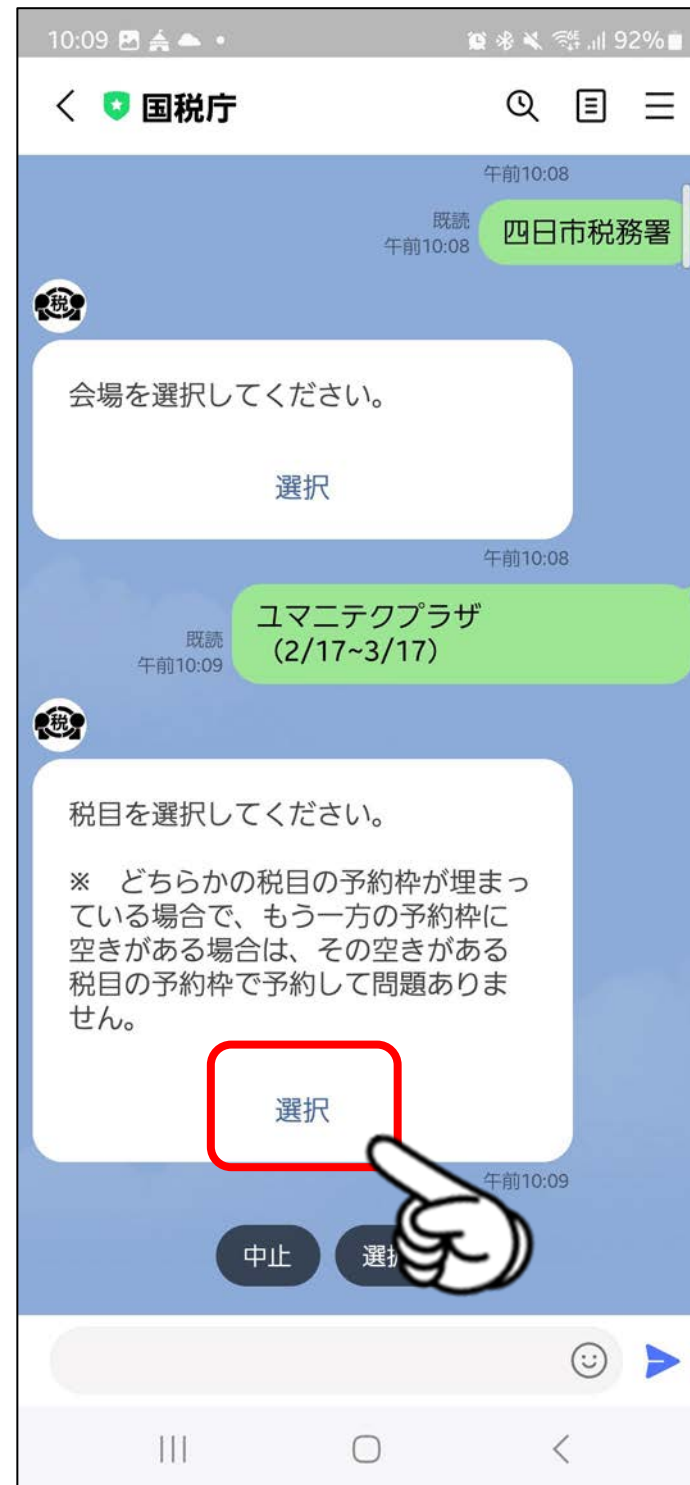 10:09
92%
国税庁
午前10:08
既読
午前10:08
四日市税務署
税
会場を選択してください。
選択
午前10:08
既読
午前10:09
ユマニテクプラザ
（2/17~3/17）
税
税目を選択してください。
※　どちらかの税目の予約枠が埋まっ
ている場合で、もう一方の予約枠に
空きがある場合は、その空きがある
税目の予約枠で予約して問題ありま
せん。
選択
午前10:09
中止
選択